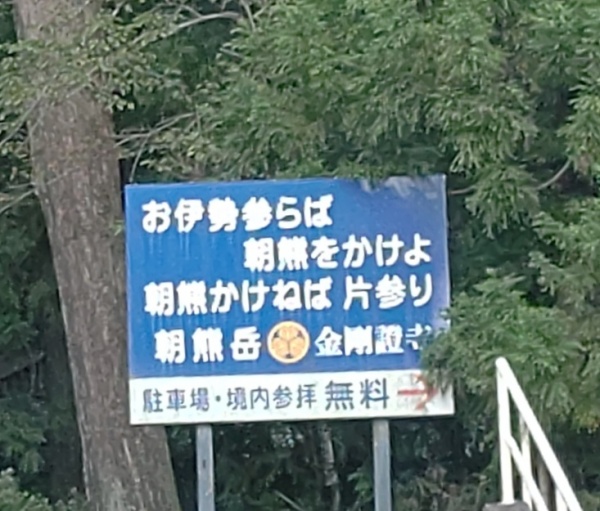 お伊勢参らば
朝熊をかけよ
朝熊かけねば 片参り
朝熊岳 金剛證寺
駐車場・境内参拝 無料 →